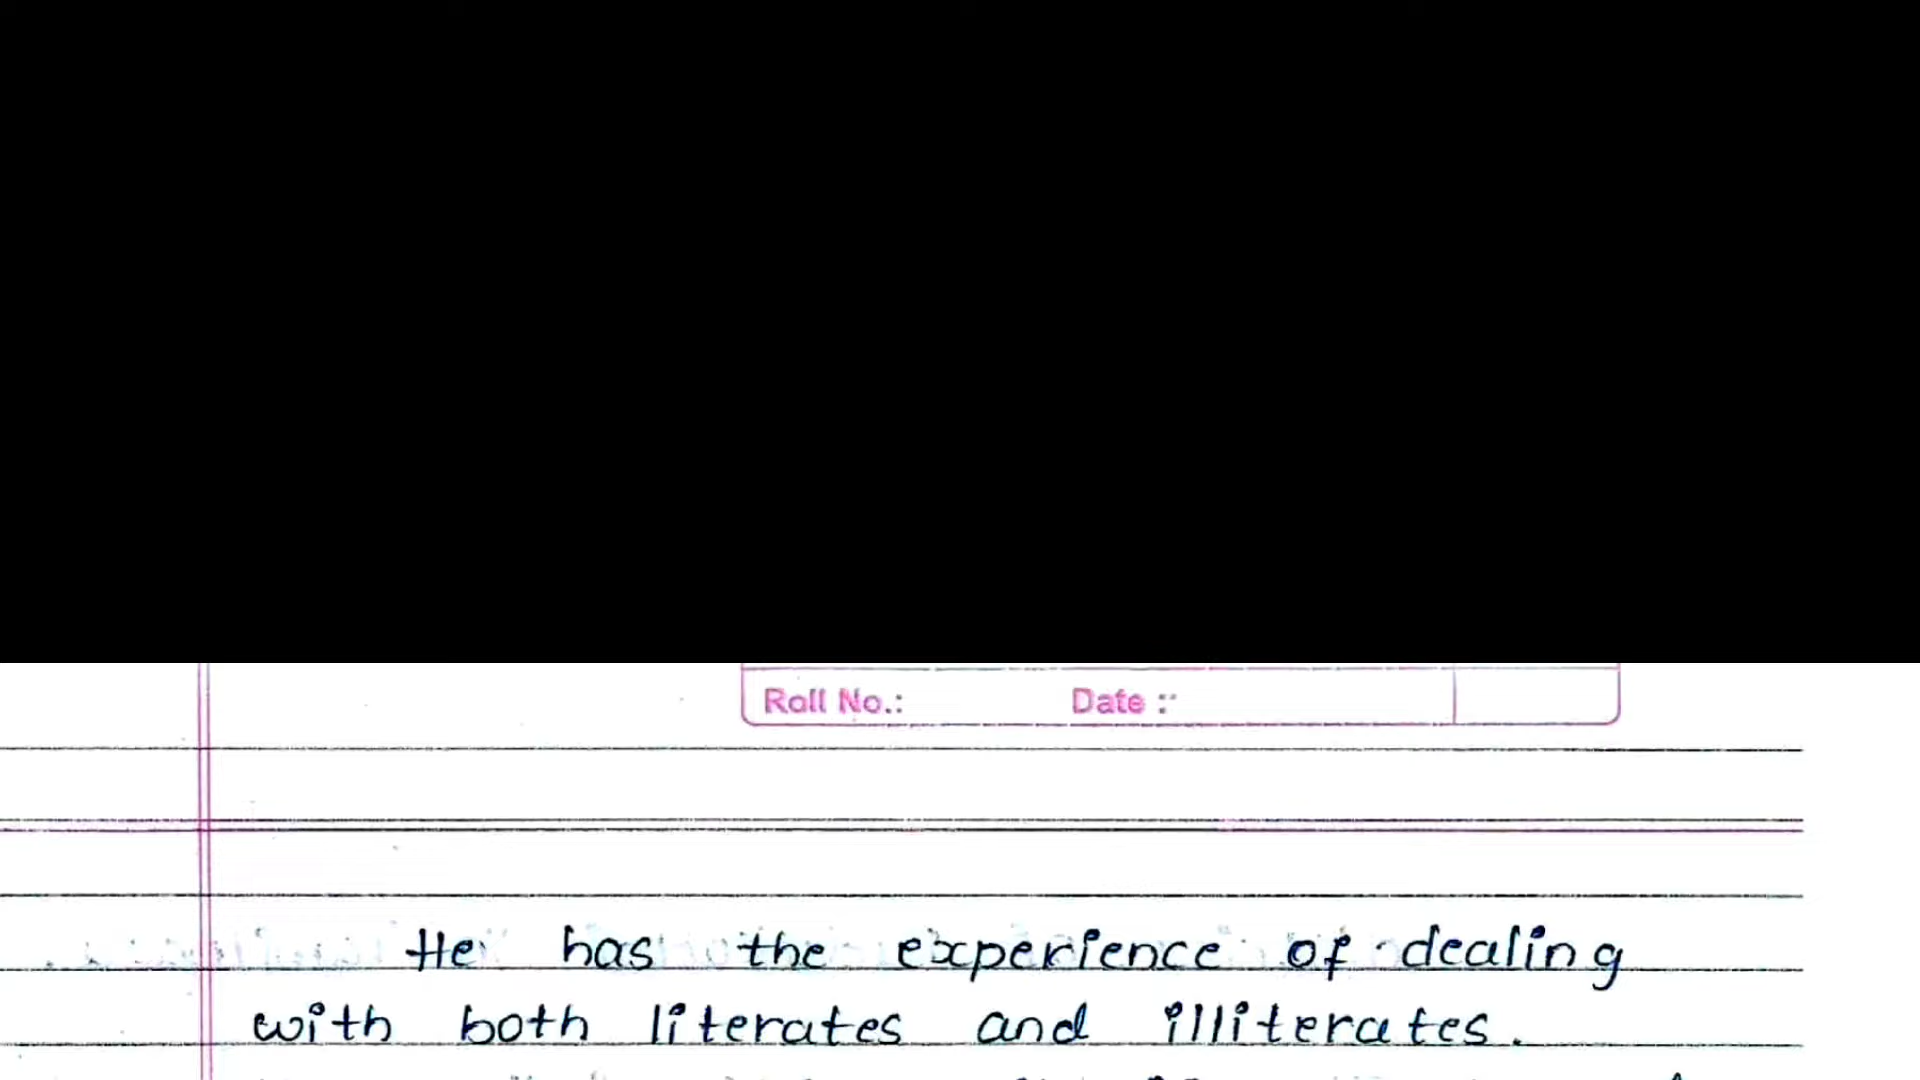 Roll No.: Date ::
He has the experience of dealing
with both literates and illiterates.